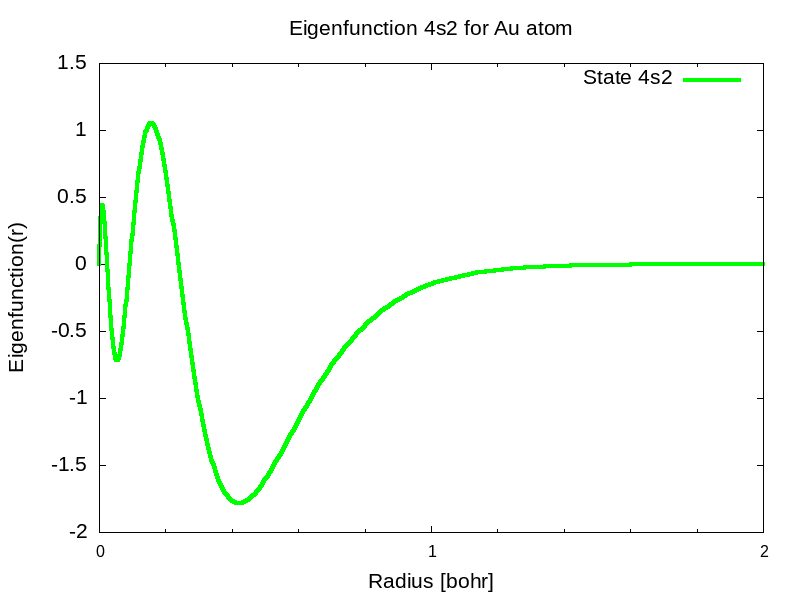 Eigenfunction 4s2 for Au atom
State 4s2
1.5
1
0.5
0
-0.5
-1
-1.5
-2
Eigenfunction(r)
0 1 2
Radius [bohr]